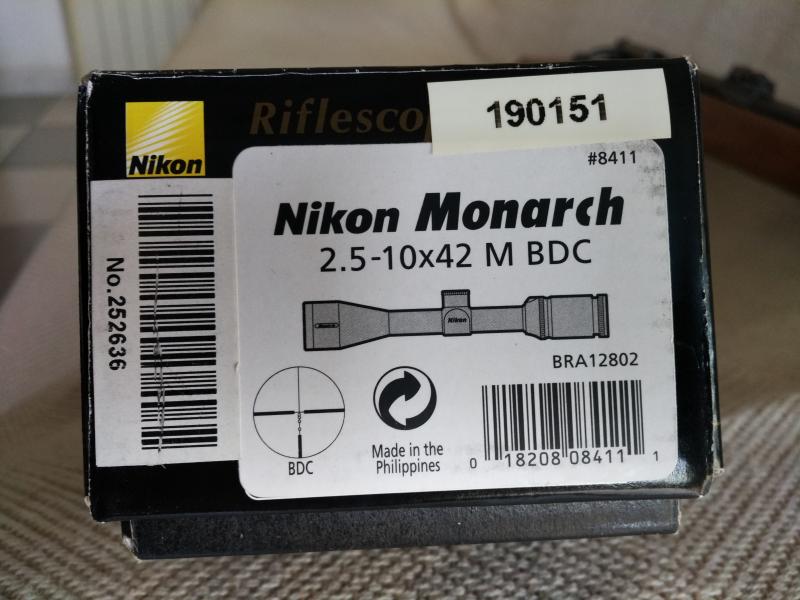 Nikon
Riflescop
190151
#8411
Nikon Monarch
2.5-10x42 M BDC
No.252636
Nikon
BRA12802
BDC
Made in the
Philippines
0 18208 08411 1